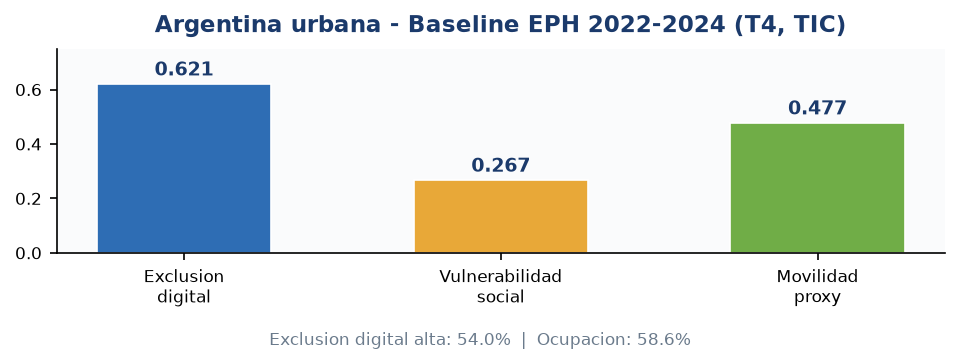 Argentina urbana - Baseline EPH 2022-2024 (T4, TIC)
0.621
0.477
0.267
0.6
0.4
0.2
0.0
Exclusion
digital
Vulnerabilidad
social
Movilidad
proxy
Exclusion digital alta: 54.0% | Ocupacion: 58.6%